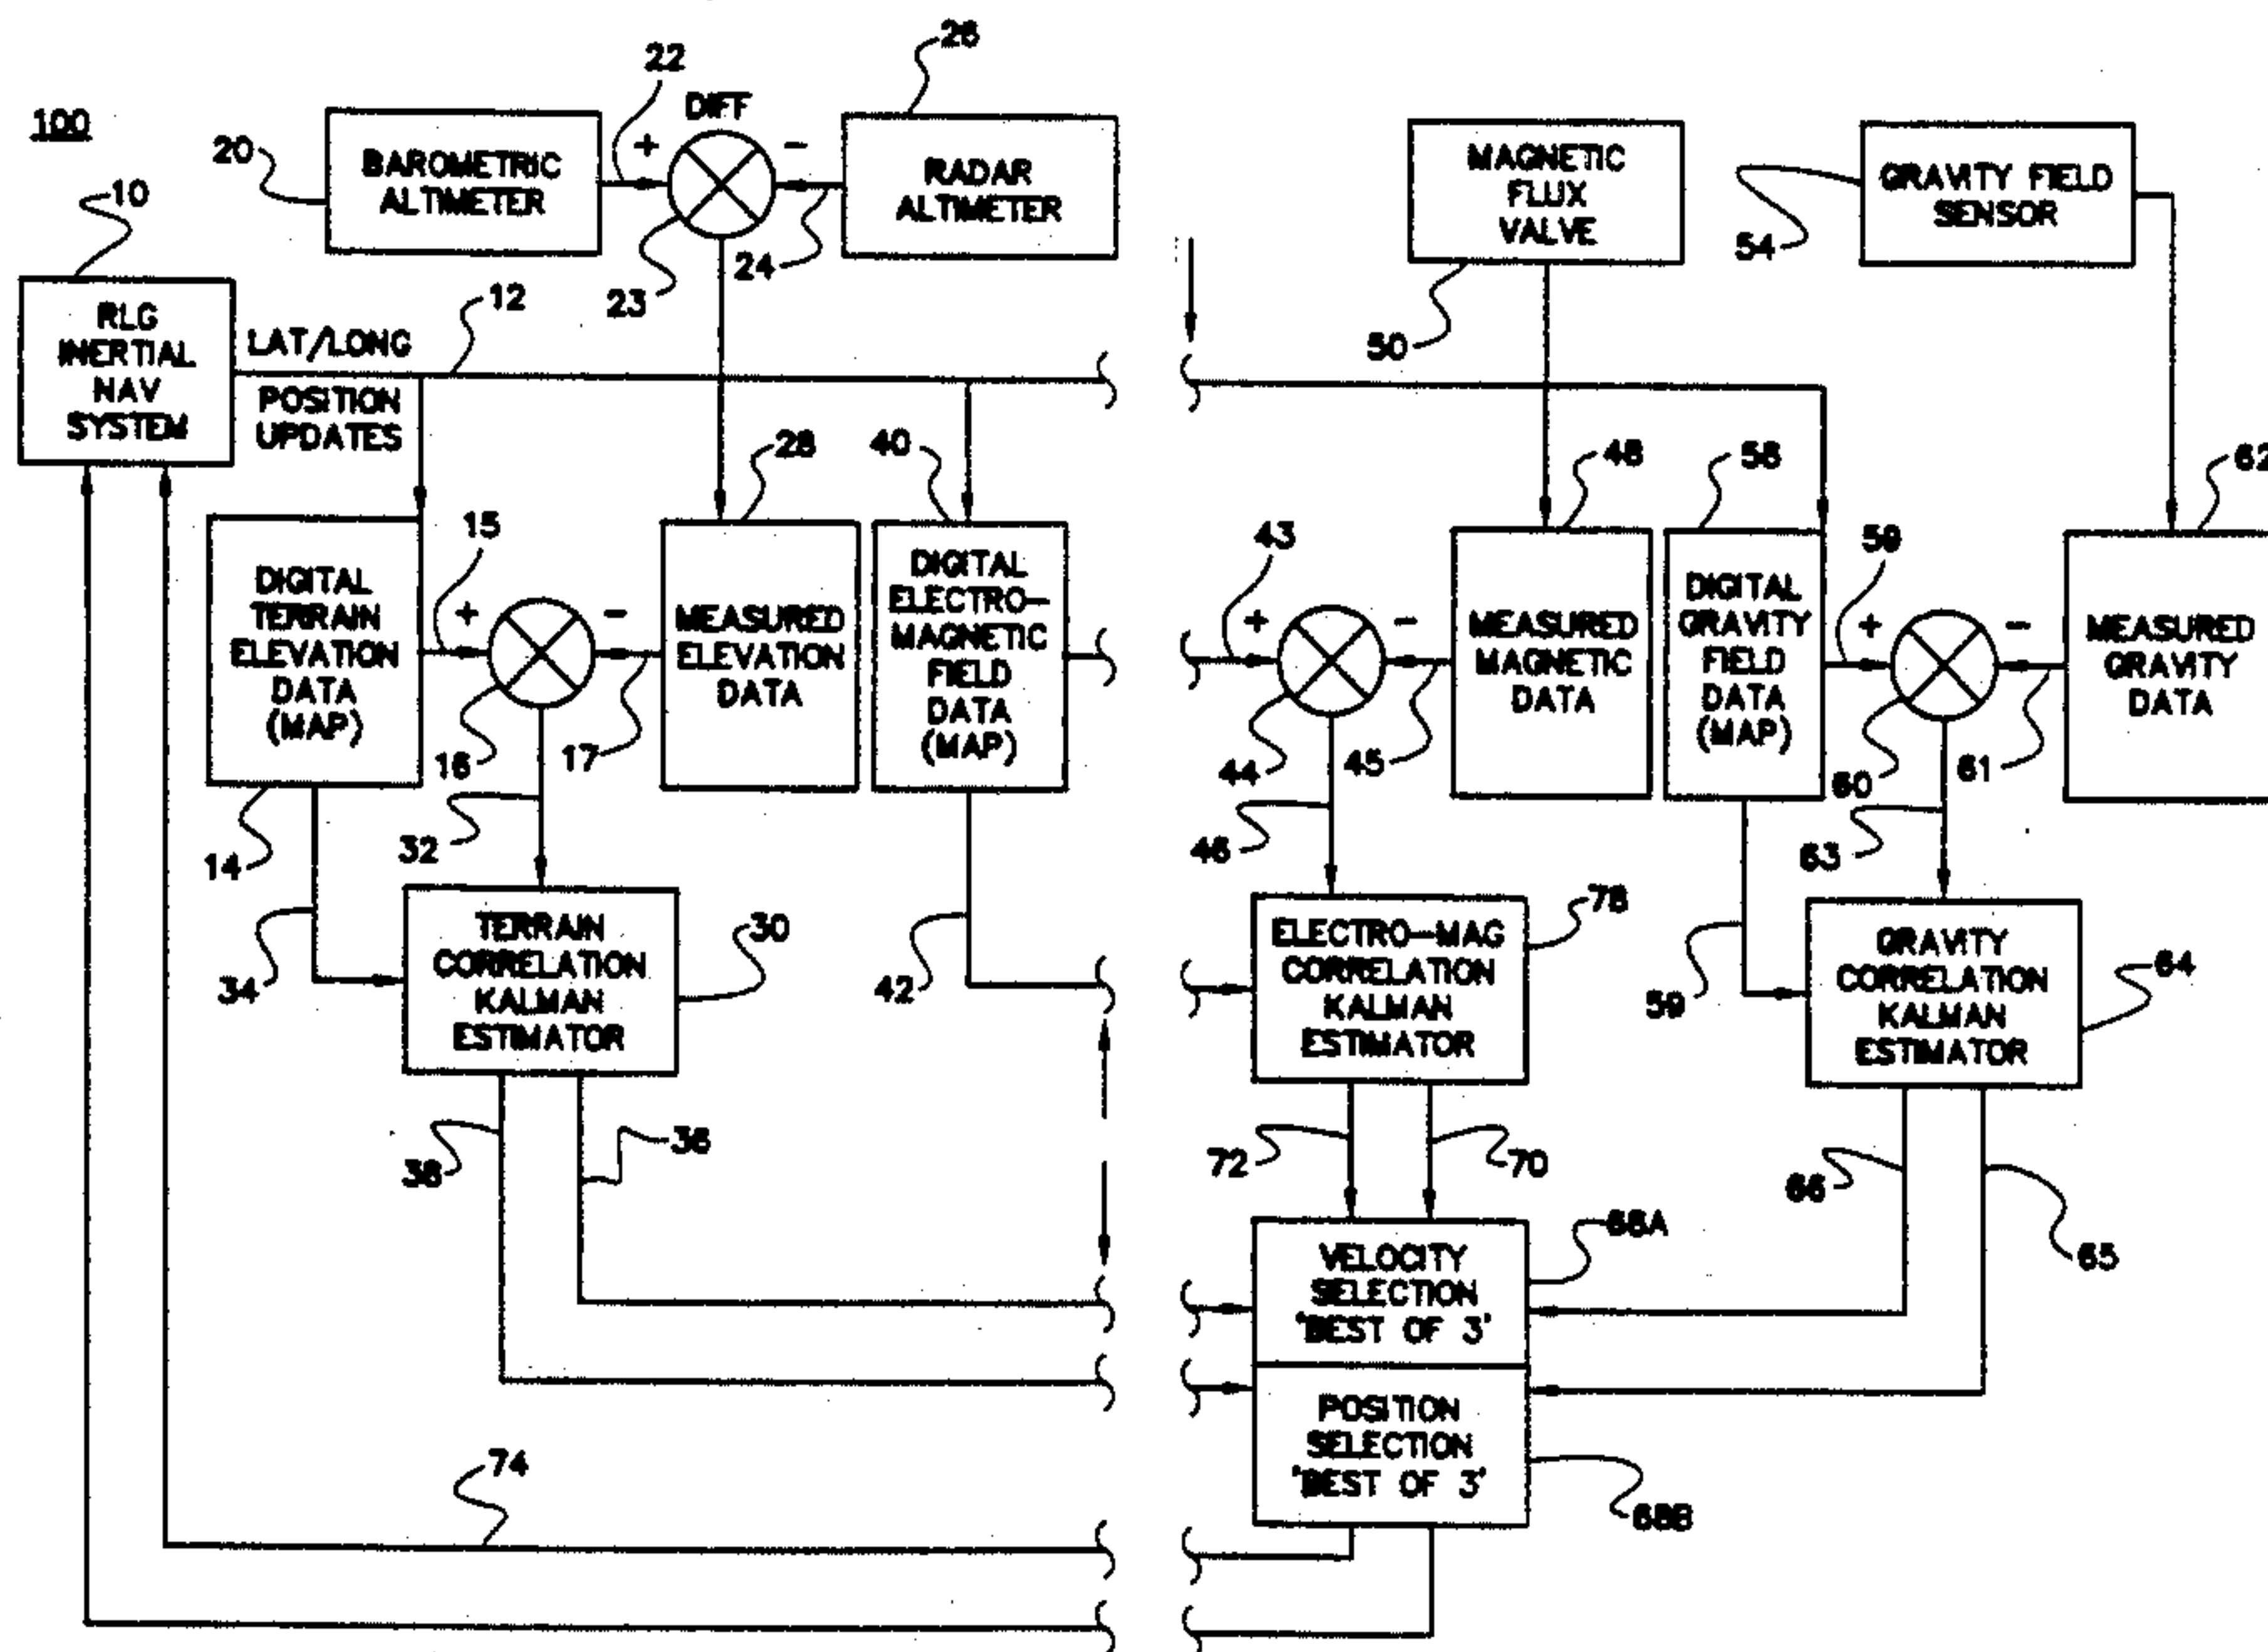 100
22
DIFF
26
20
BAROMETRIC
ALTIMETER
+
-
RADAR
ALTIMETER
23
24
MAGNETIC
FLUX
VALVE
50
54
GRAVITY FIELD
SENSOR
10
RLG
INERTIAL
NAV
SYSTEM
LAT/LONG
12
POSITION
UPDATES
DIGITAL
TERRAIN
ELEVATION
DATA
(MAP)
14
15
+
-
16
17
28
MEASURED
ELEVATION
DATA
40
DIGITAL
ELECTRO-
MAGNETIC
FIELD
DATA
(MAP)
43
+
-
44
45
48
MEASURED
MAGNETIC
DATA
58
DIGITAL
GRAVITY
FIELD
DATA
(MAP)
59
+
-
60
61
62
MEASURED
GRAVITY
DATA
32
34
TERRAIN
CORRELATION
KALMAN
ESTIMATOR
30
42
46
ELECTRO-MAG
CORRELATION
KALMAN
ESTIMATOR
78
63
59
GRAVITY
CORRELATION
KALMAN
ESTIMATOR
64
38
36
72
70
66
65
VELOCITY
SELECTION
'BEST OF 3'
68A
POSITION
SELECTION
'BEST OF 3'
68B
74